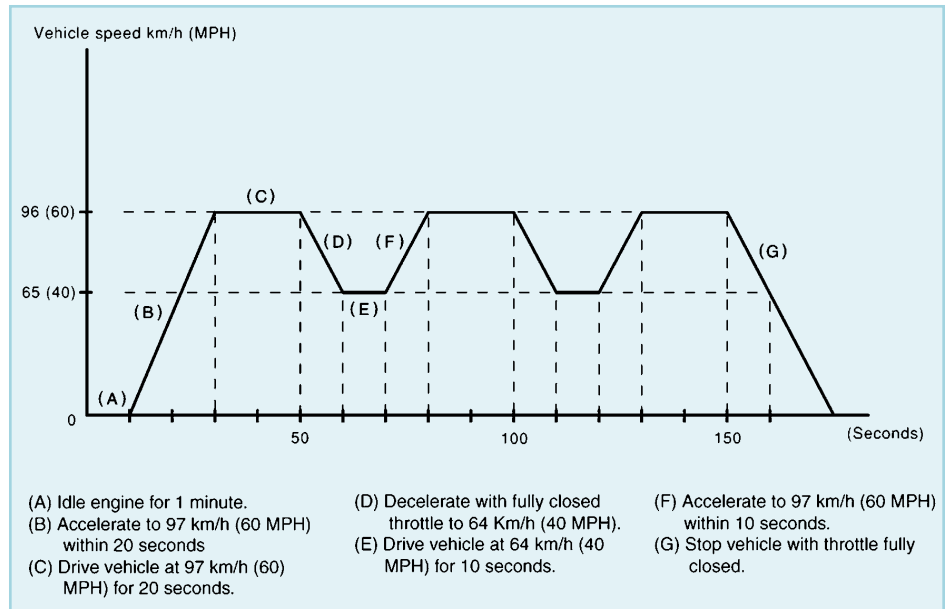 Vehicle speed km/h (MPH)
(C)
96 (60)
(D)
(F)
(G)
65 (40)
(B)
(E)
(A)
0
50
100
150
(Seconds)
(A) Idle engine for 1 minute.
(B) Accelerate to 97 km/h (60 MPH)
within 20 seconds
(C) Drive vehicle at 97 km/h (60)
MPH) for 20 seconds.
(D) Decelerate with fully closed
throttle to 64 Km/h (40 MPH).
(E) Drive vehicle at 64 km/h (40
MPH) for 10 seconds.
(F) Accelerate to 97 km/h (60 MPH)
within 10 seconds.
(G) Stop vehicle with throttle fully
closed.